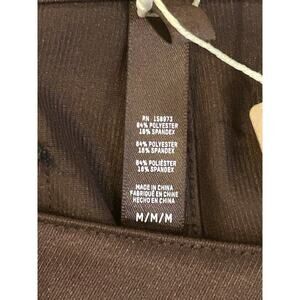 RN 158973
84% POLYESTER
16% SPANDEX
84% POLYESTER
16% SPANDEX
84% POLIÉSTER
16% SPANDEX
MADE IN CHINA
FABRIQUÉ EN CHINE
HECHO EN CHINA
M/M/M